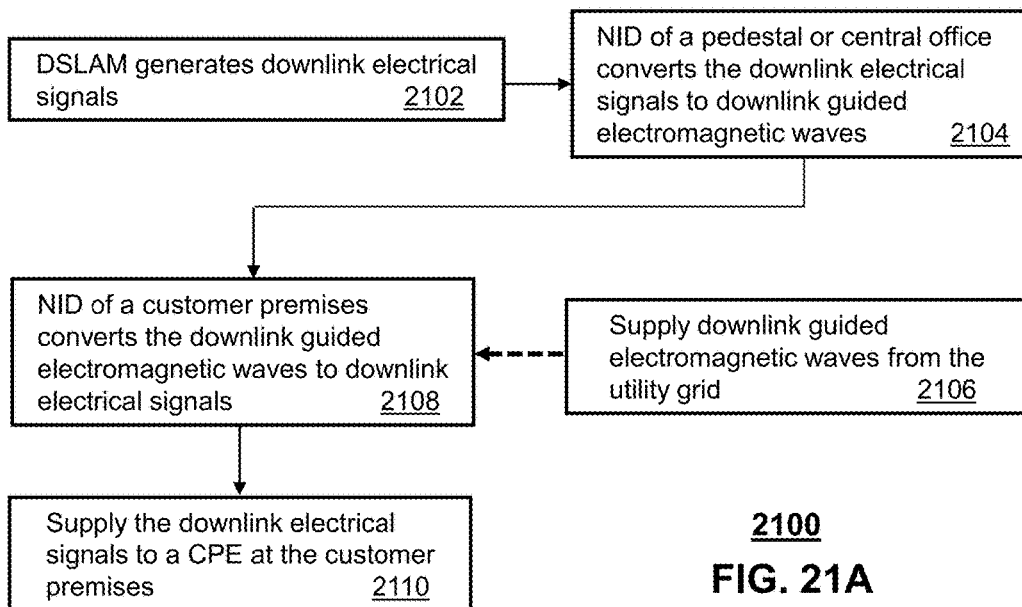 DSLAM generates downlink electrical
signals 2102
NID of a pedestal or central office
converts the downlink electrical
signals to downlink guided
electromagnetic waves 2104
NID of a customer premises
converts the downlink guided
electromagnetic waves to downlink
electrical signals 2108
Supply downlink guided
electromagnetic waves from the
utility grid 2106
Supply the downlink electrical
signals to a CPE at the customer
premises 2110
2100
FIG. 21A